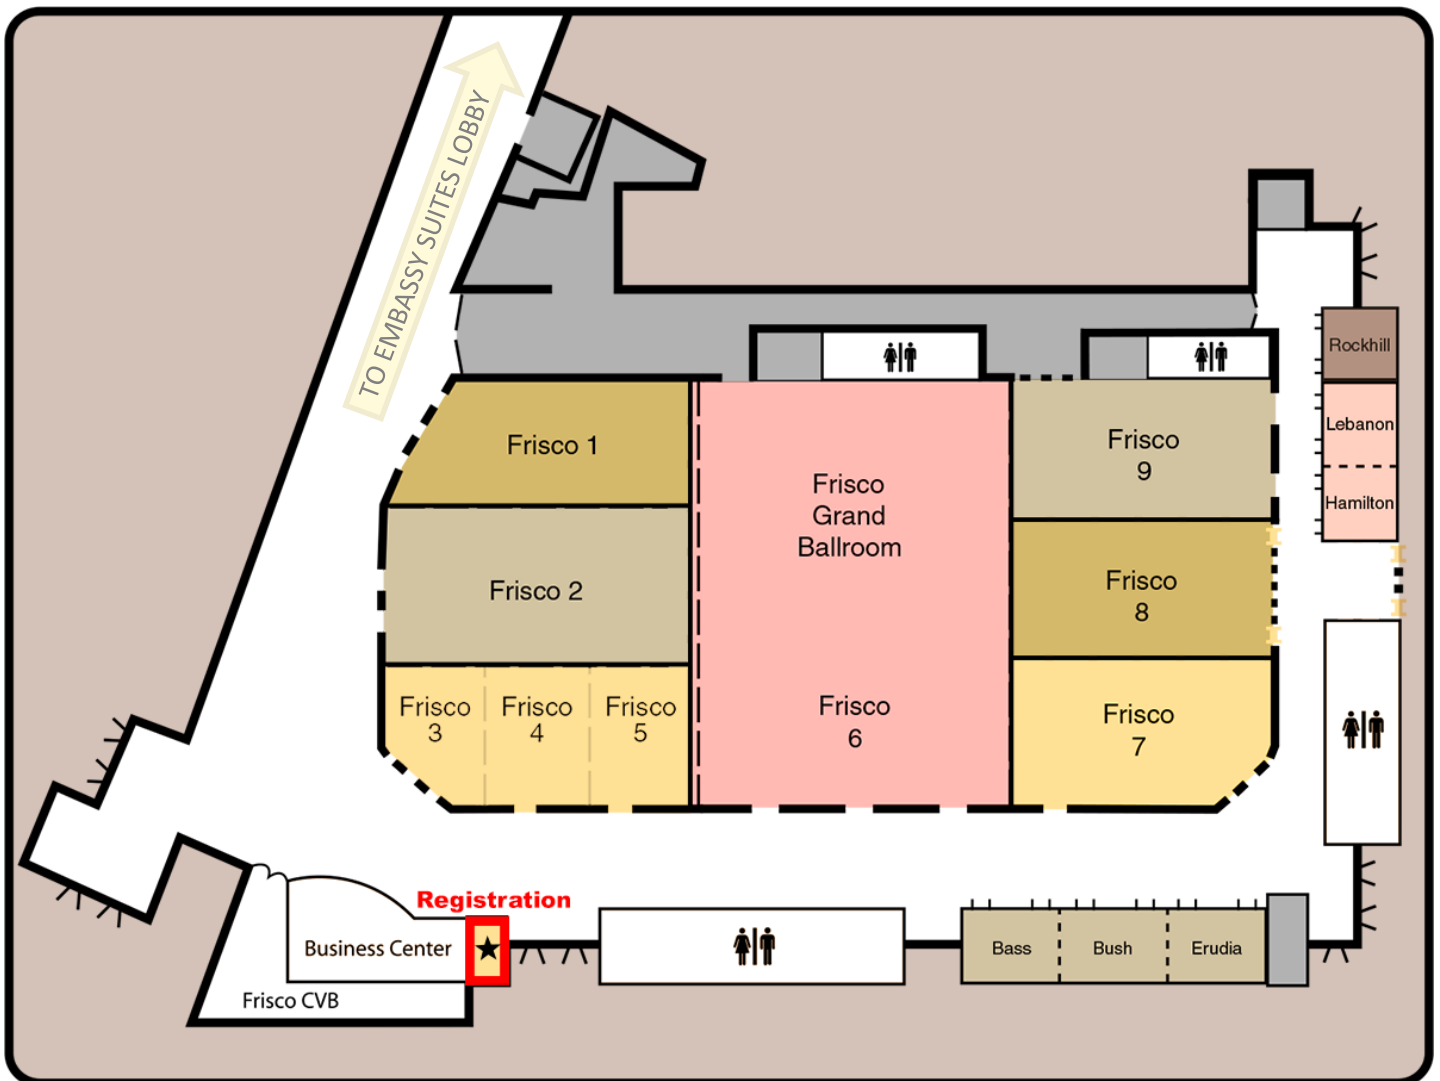 TO EMBASSY SUITES LOBBY
Rockhill
Lebanon
Hamilton
Frisco 1
Frisco 2
Frisco
3
Frisco
4
Frisco
5
Frisco
Grand
Ballroom
Frisco
6
Frisco
9
Frisco
8
Frisco
7
Registration
Business Center
Frisco CVB
Bass
Bush
Erudia